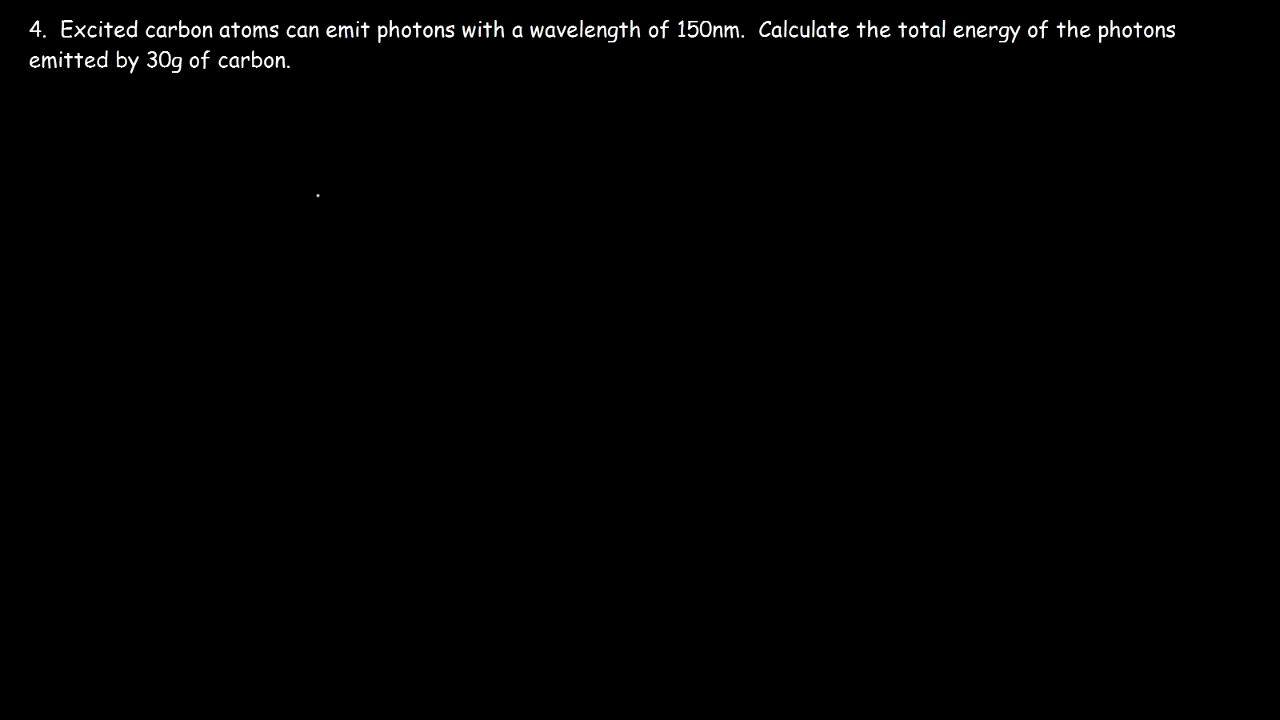 4.  Excited carbon atoms can emit photons with a wavelength of 150nm.  Calculate the total energy of the photons
emitted by 30g of carbon.